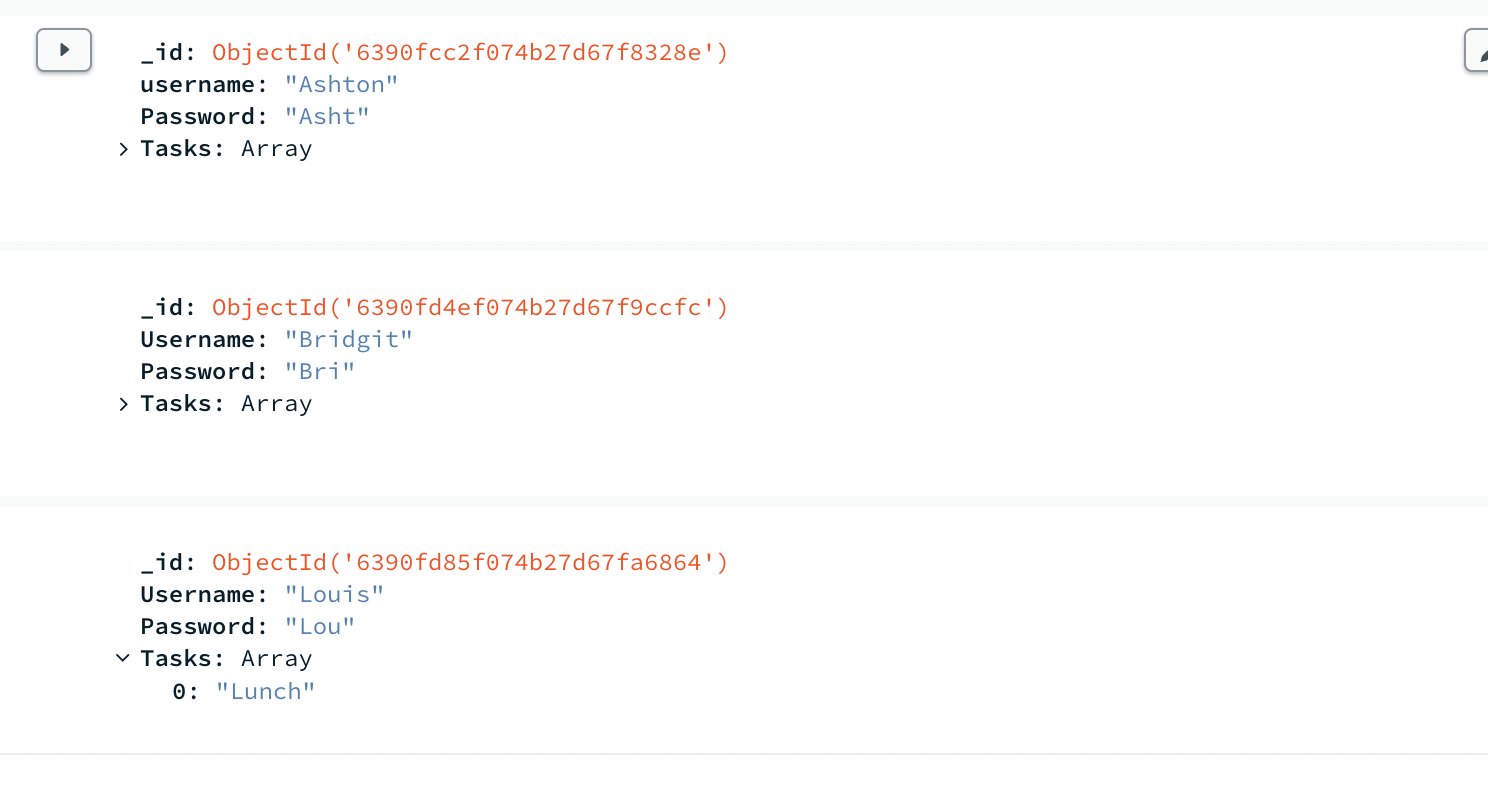 _id: ObjectId('6390fcc2f074b27d67f8328e')
username: "Ashton"
Password: "Asht"
Tasks: Array
_id: ObjectId('6390fd4ef074b27d67f9ccfc')
Username: "Bridgit"
Password: "Bri"
Tasks: Array
_id: ObjectId('6390fd85f074b27d67fa6864')
Username: "Louis"
Password: "Lou"
Tasks: Array
0: "Lunch"